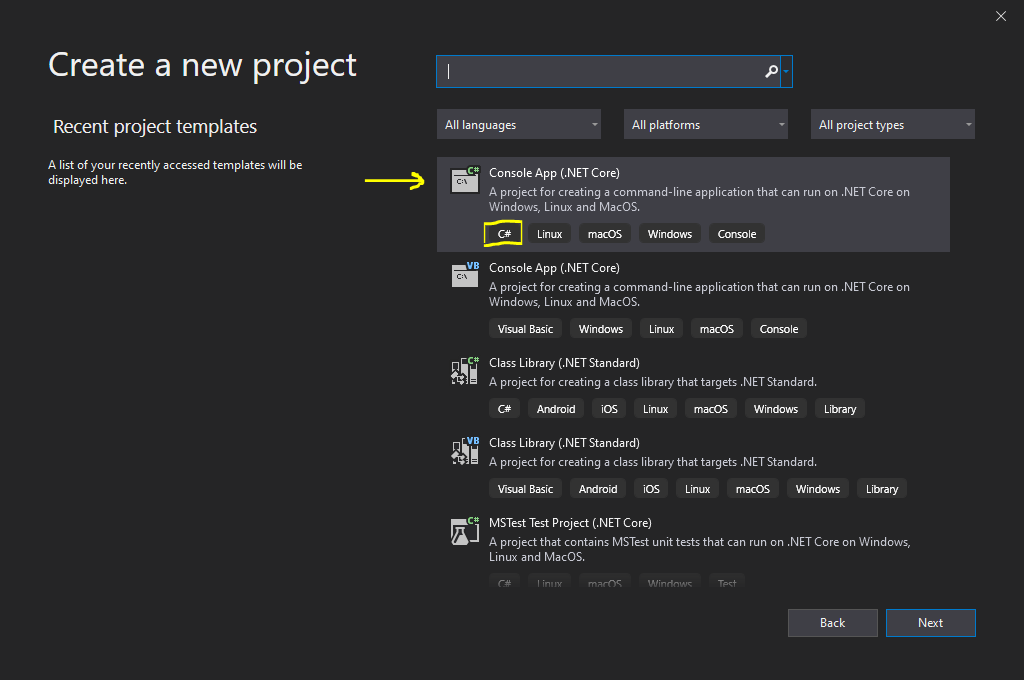 Create a new project
Recent project templates
A list of your recently accessed templates will be
displayed here.
All languages
All platforms
All project types
C#
C:\
Console App (.NET Core)
A project for creating a command-line application that can run on .NET Core on
Windows, Linux and MacOS.
C# Linux macOS Windows Console
VB
C:\
Console App (.NET Core)
A project for creating a command-line application that can run on .NET Core on
Windows, Linux and MacOS.
Visual Basic Windows Linux macOS Console
C#
Class Library (.NET Standard)
A project for creating a class library that targets .NET Standard.
C# Android iOS Linux macOS Windows Library
VB
Class Library (.NET Standard)
A project for creating a class library that targets .NET Standard.
Visual Basic Android iOS Linux macOS Windows Library
C#
MSTest Test Project (.NET Core)
A project that contains MSTest unit tests that can run on .NET Core on Windows,
Linux and MacOS.
C# Linux macOS Windows Test
Back
Next